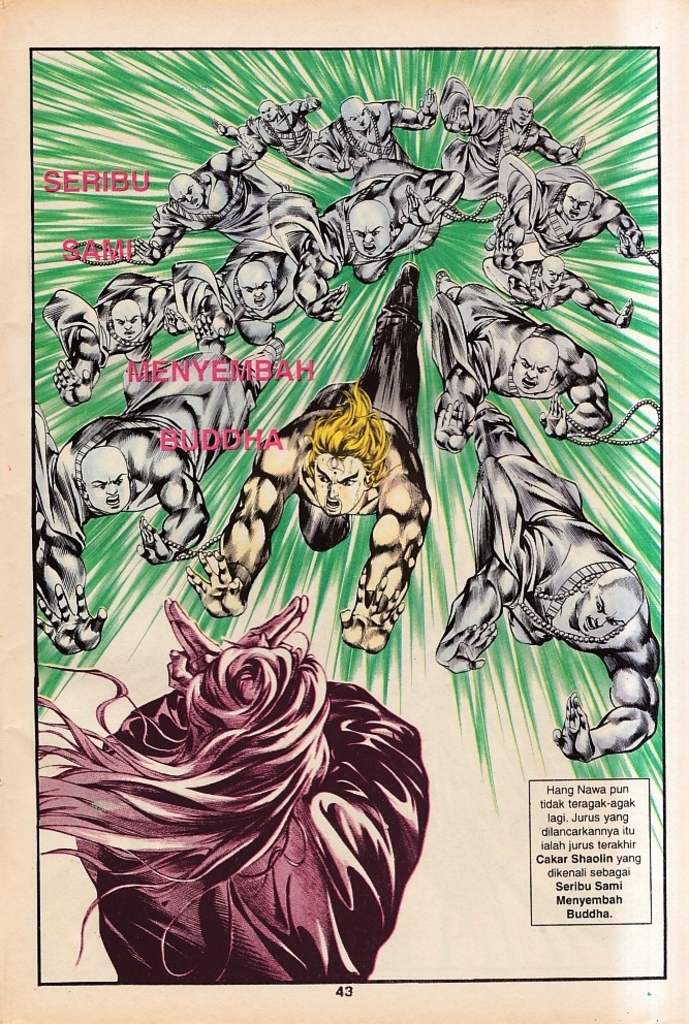 SERIBU
SAMI
MENYEMBAH
BUDDHA
Hang Nawa pun
tidak teragak-agak
lagi. Jurus yang
dilancarkannya itu
ialah jurus terakhir
Cakar Shaolin yang
dikenali sebagai
Seribu Sami
Menyembah
Buddha.
43